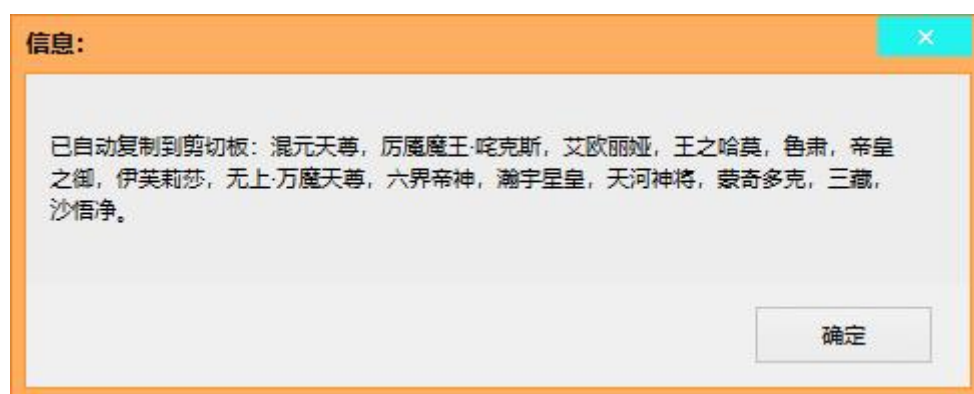 信息：
已自动复制到剪切板：混元天尊，厉魇魔王·咤克斯，艾欧丽娅，王之哈莫，鲁肃，帝皇
之御，伊芙莉莎，无上·万魔天尊，六界帝神，瀚宇星皇，天河神将，蒙奇多克，三藏，
沙悟净。
确定